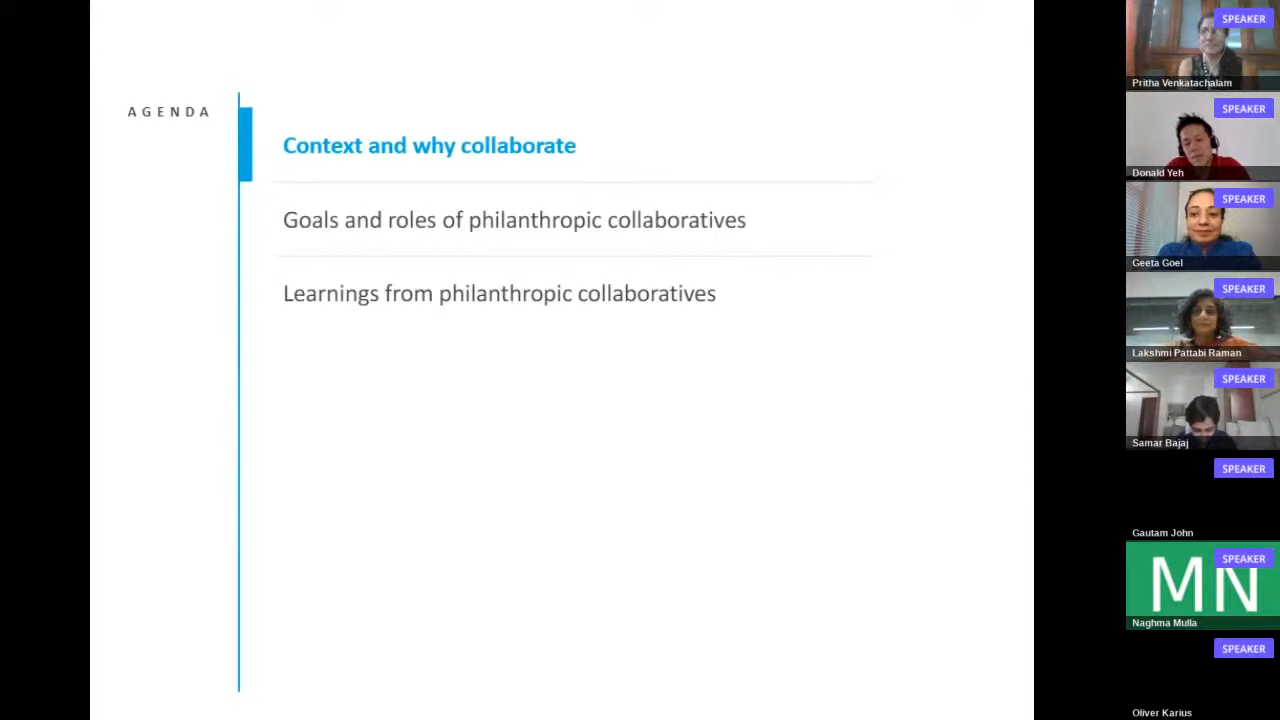 AGENDA
Context and why collaborate
Goals and roles of philanthropic collaboratives
Learnings from philanthropic collaboratives
SPEAKER
Pritha Venkatachalam
SPEAKER
Donald Yeh
SPEAKER
Geeta Goel
SPEAKER
Lakshmi Pattabi Raman
SPEAKER
Samar Bajaj
SPEAKER
Gautam John
SPEAKER
MN
Naghma Mulla
SPEAKER
Oliver Karius